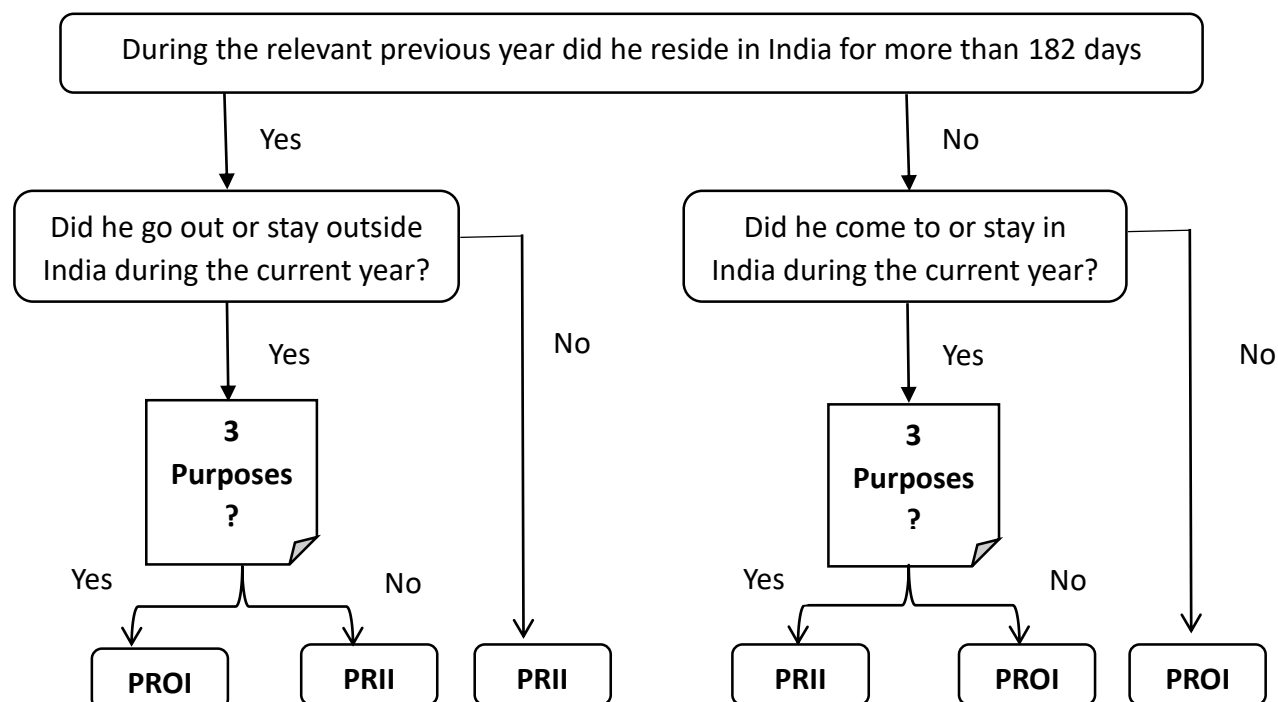 During the relevant previous year did he reside in India for more than 182 days
Yes
No
Did he go out or stay outside
India during the current year?
Did he come to or stay in
India during the current year?
Yes
No
Yes
No
3
Purposes
?
3
Purposes
?
Yes
No
Yes
No
PROI
PRII
PRII
PRII
PROI
PROI